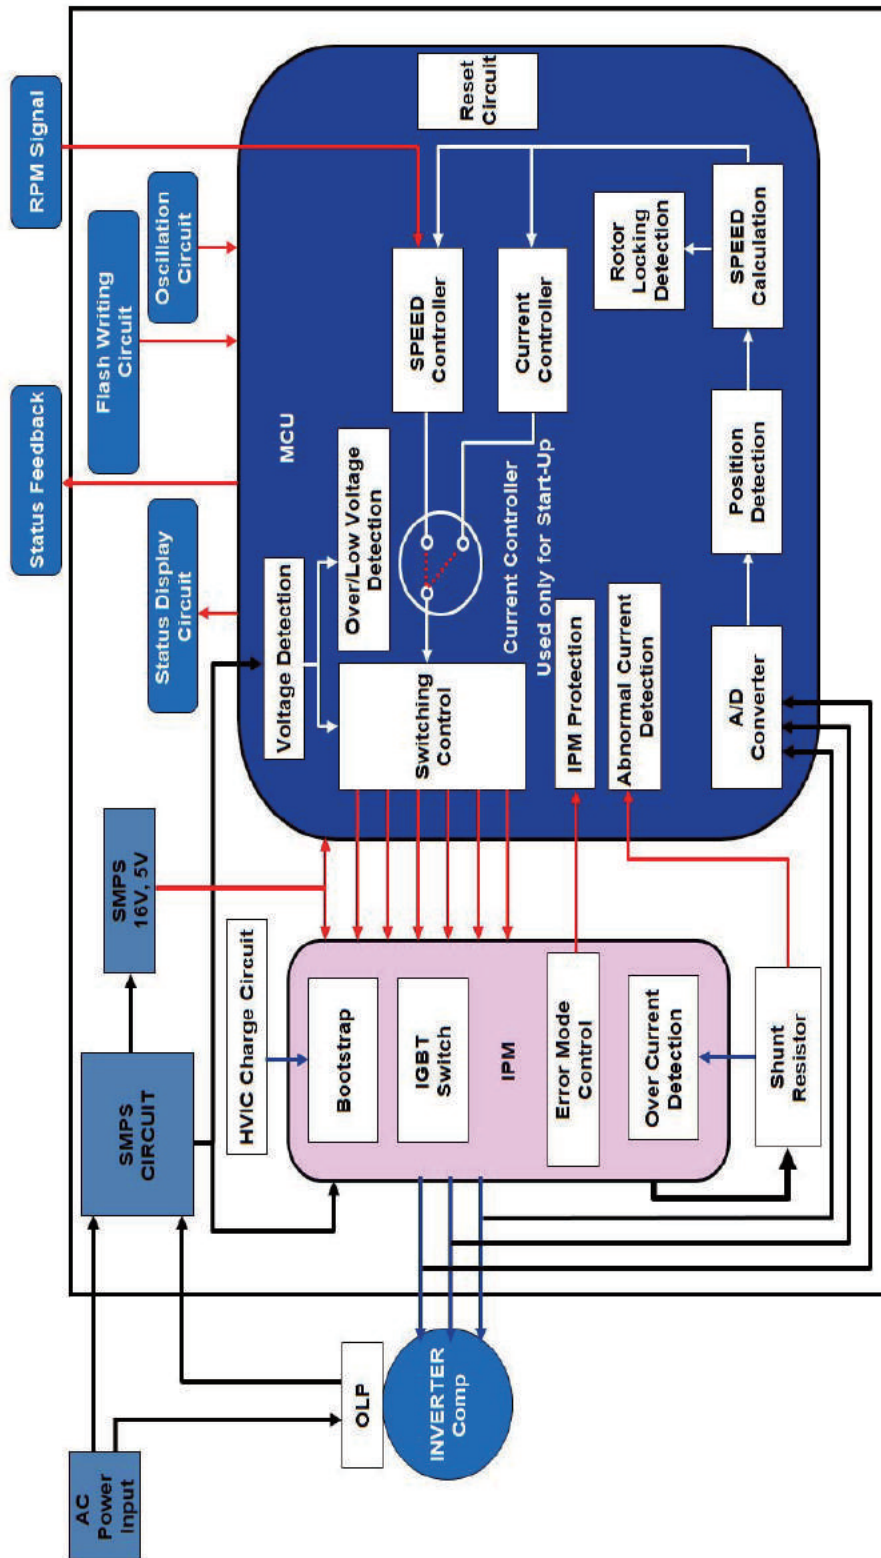 AC
Power
Input
OLP
INVERTER
Comp
SMPS
CIRCUIT
SMPS
16V, 5V
HVIC Charge Circuit
Bootstrap
IGBT
Switch
IPM
Error Mode
Control
Over Current
Detection
Shunt
Resistor
Status Display
Circuit
Status Feedback
Flash Writing
Circuit
Oscillation
Circuit
RPM Signal
MCU
Voltage Detection
Over/Low Voltage
Detection
Switching
Control
SPEED
Controller
Current
Controller
Reset
Circuit
Current Controller
Used only for Start-Up
IPM Protection
Abnormal Current
Detection
Rotor
Locking
Detection
A/D
Converter
Position
Detection
SPEED
Calculation